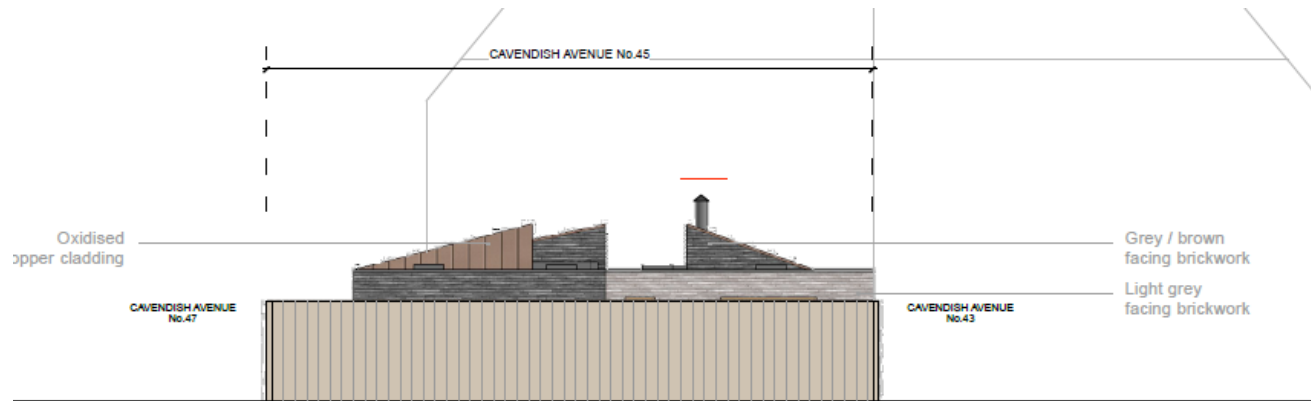 CAVENDISH AVENUE No.45
Oxidised
opper cladding
Grey / brown
facing brickwork
Light grey
facing brickwork
CAVENDISH AVENUE
No.47
CAVENDISH AVENUE
No.43